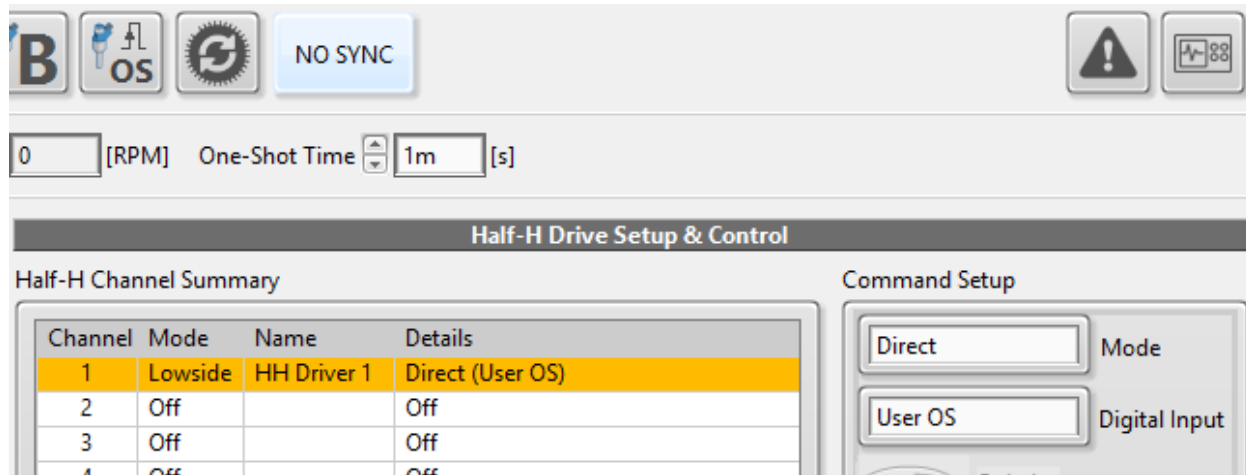 B
OS
NO SYNC
0 [RPM] One-Shot Time 1m [s]
Half-H Drive Setup & Control
Half-H Channel Summary
Command Setup
Channel Mode Name Details
1 Lowside HH Driver 1 Direct (User OS)
2 Off Off
3 Off Off
Direct Mode
User OS Digital Input